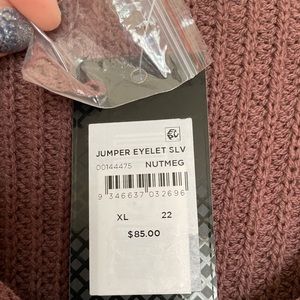 JUMPER EYELET SLV
00144475 NUTMEG
9 346637 032696
XL 22
$85.00